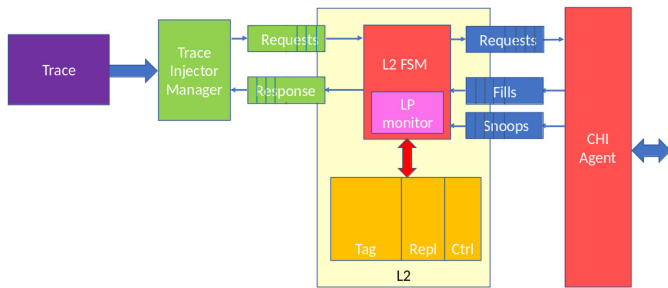 Trace
Trace
Injector
Manager
Requests
Response
L2 FSM
LP
monitor
Requests
Fills
Snoops
CHI
Agent
Tag
Repl
Ctrl
L2